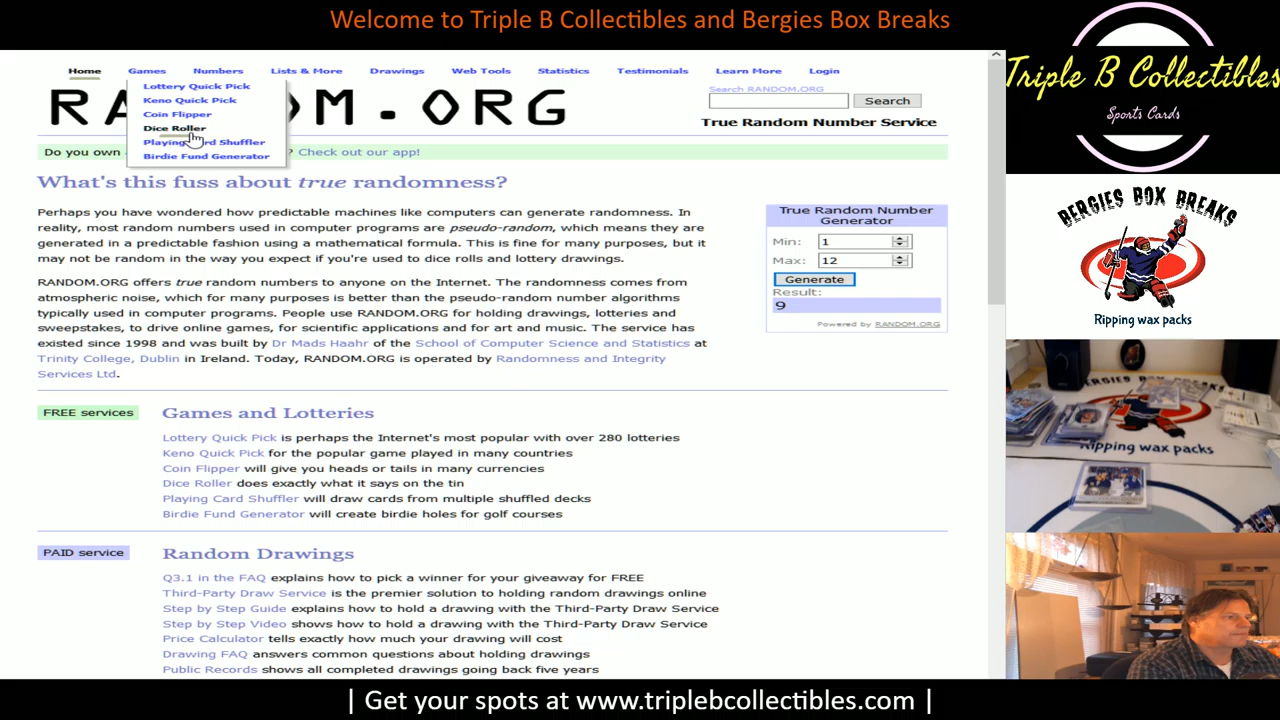 Welcome to Triple B Collectibles and Bergies Box Breaks
Home Games Numbers Lists & More Drawings Web Tools Statistics Testimonials Learn More Login
Lottery Quick Pick
Keno Quick Pick
Coin Flipper
Dice Roller
Playing Card Shuffler
Birdie Fund Generator
RANDOM.ORG
Search RANDOM.ORG
Search
True Random Number Service
Do you own ? Check out our app!
What's this fuss about true randomness?
Perhaps you have wondered how predictable machines like computers can generate randomness. In
reality, most random numbers used in computer programs are pseudo-random, which means they are
generated in a predictable fashion using a mathematical formula. This is fine for many purposes, but it
may not be random in the way you expect if you're used to dice rolls and lottery drawings.
RANDOM.ORG offers true random numbers to anyone on the Internet. The randomness comes from
atmospheric noise, which for many purposes is better than the pseudo-random number algorithms
typically used in computer programs. People use RANDOM.ORG for holding drawings, lotteries and
sweepstakes, to drive online games, for scientific applications and for art and music. The service has
existed since 1998 and was built by Dr Mads Haahr of the School of Computer Science and Statistics at
Trinity College, Dublin in Ireland. Today, RANDOM.ORG is operated by Randomness and Integrity
Services Ltd.
True Random Number
Generator
Min: 1
Max: 12
Generate
Result:
9
Powered by RANDOM.ORG
FREE services
Games and Lotteries
Lottery Quick Pick is perhaps the Internet's most popular with over 280 lotteries
Keno Quick Pick for the popular game played in many countries
Coin Flipper will give you heads or tails in many currencies
Dice Roller does exactly what it says on the tin
Playing Card Shuffler will draw cards from multiple shuffled decks
Birdie Fund Generator will create birdie holes for golf courses
PAID service
Random Drawings
Q3.1 in the FAQ explains how to pick a winner for your giveaway for FREE
Third-Party Draw Service is the premier solution to holding random drawings online
Step by Step Guide explains how to hold a drawing with the Third-Party Draw Service
Step by Step Video shows how to hold a drawing with the Third-Party Draw Service
Price Calculator tells exactly how much your drawing will cost
Drawing FAQ answers common questions about holding drawings
Public Records shows all completed drawings going back five years
Triple B Collectibles
Sports Cards
BERGIES BOX BREAKS
Ripping wax packs
BERGIES BOX BREAKS
Ripping wax packs
| Get your spots at www.triplebcollectibles.com |